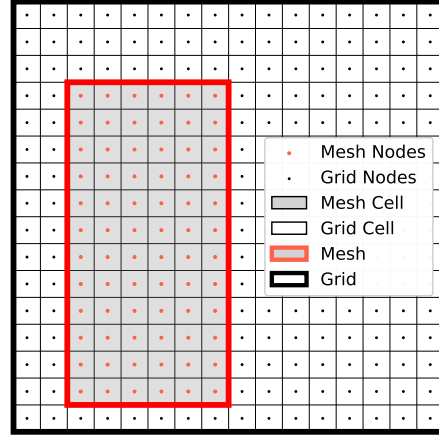 Mesh Nodes
Grid Nodes
Mesh Cell
Grid Cell
Mesh
Grid